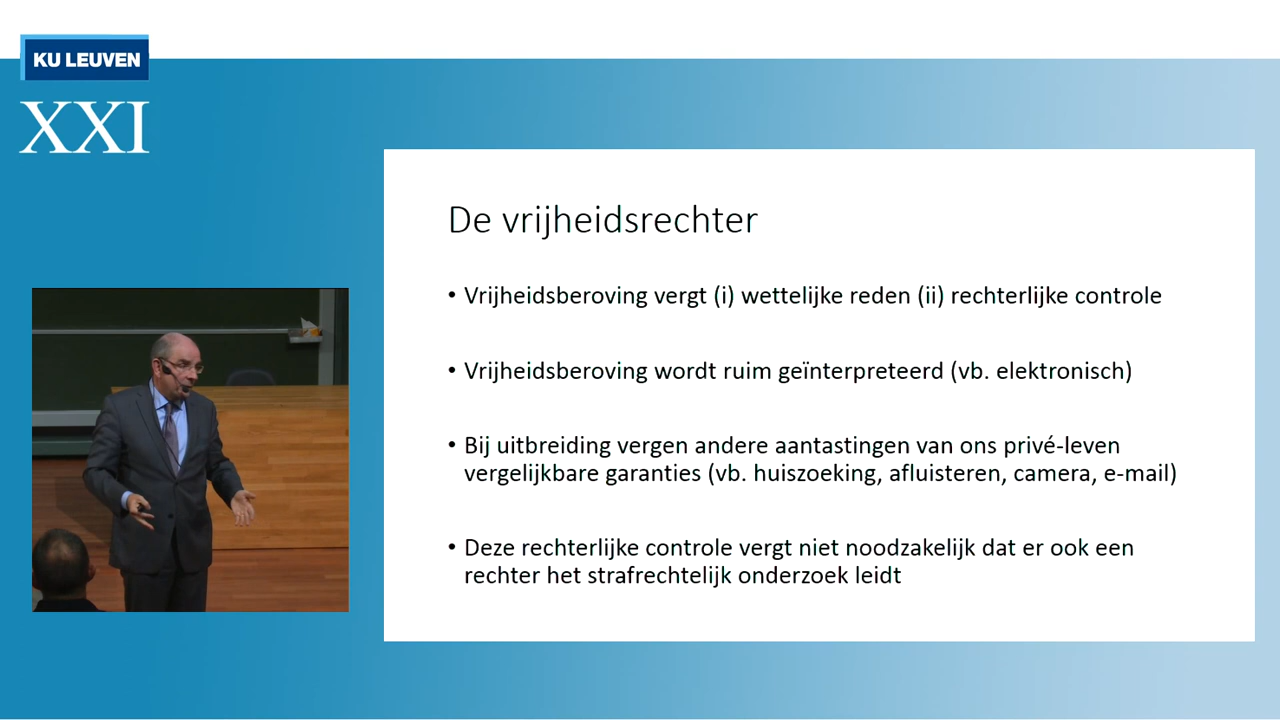 KU LEUVEN
XXI
De vrijheidsrechter
• Vrijheidsberoving vergt (i) wettelijke reden (ii) rechterlijke controle
• Vrijheidsberoving wordt ruim geïnterpreteerd (vb. elektronisch)
• Bij uitbreiding vergen andere aantastingen van ons privé-leven
vergelijkbare garanties (vb. huiszoeking, afluisteren, camera, e-mail)
• Deze rechterlijke controle vergt niet noodzakelijk dat er ook een
rechter het strafrechtelijk onderzoek leidt